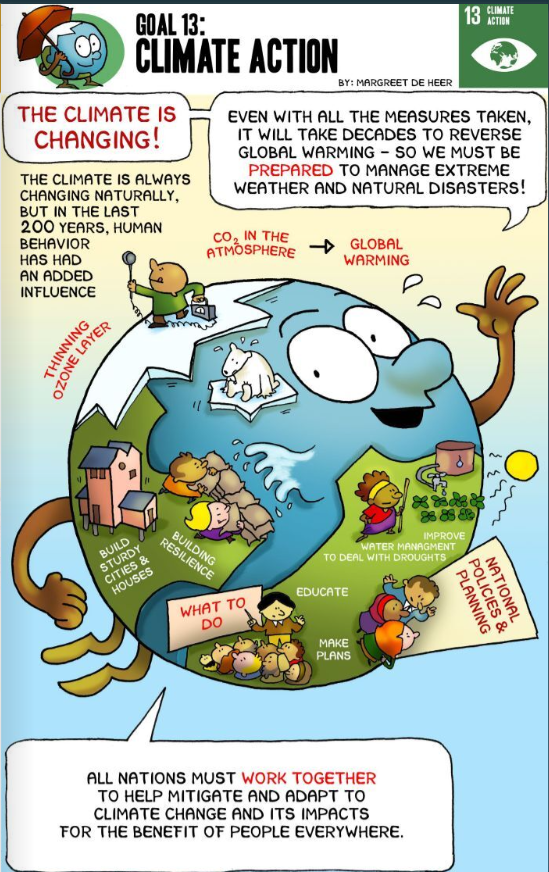 GOAL 13:
CLIMATE ACTION
BY: MARGREET DE HEER
13 CLIMATE
ACTION
THE CLIMATE IS
CHANGING!
EVEN WITH ALL THE MEASURES TAKEN,
IT WILL TAKE DECADES TO REVERSE
GLOBAL WARMING – SO WE MUST BE
PREPARED TO MANAGE EXTREME
WEATHER AND NATURAL DISASTERS!
THE CLIMATE IS ALWAYS
CHANGING NATURALLY,
BUT IN THE LAST
200 YEARS, HUMAN
BEHAVIOR
HAS HAD
AN ADDED
INFLUENCE
CO₂ IN THE
ATMOSPHERE → GLOBAL
WARMING
THINNING
OZONE LAYER
BUILD
STURDY
CITIES &
HOUSES
BUILDING
RESILIENCE
IMPROVE
WATER MANAGMENT
TO DEAL WITH DROUGHTS
WHAT TO
DO
EDUCATE
MAKE
PLANS
NATIONAL
POLICIES &
PLANNING
ALL NATIONS MUST WORK TOGETHER
TO HELP MITIGATE AND ADAPT TO
CLIMATE CHANGE AND ITS IMPACTS
FOR THE BENEFIT OF PEOPLE EVERYWHERE.